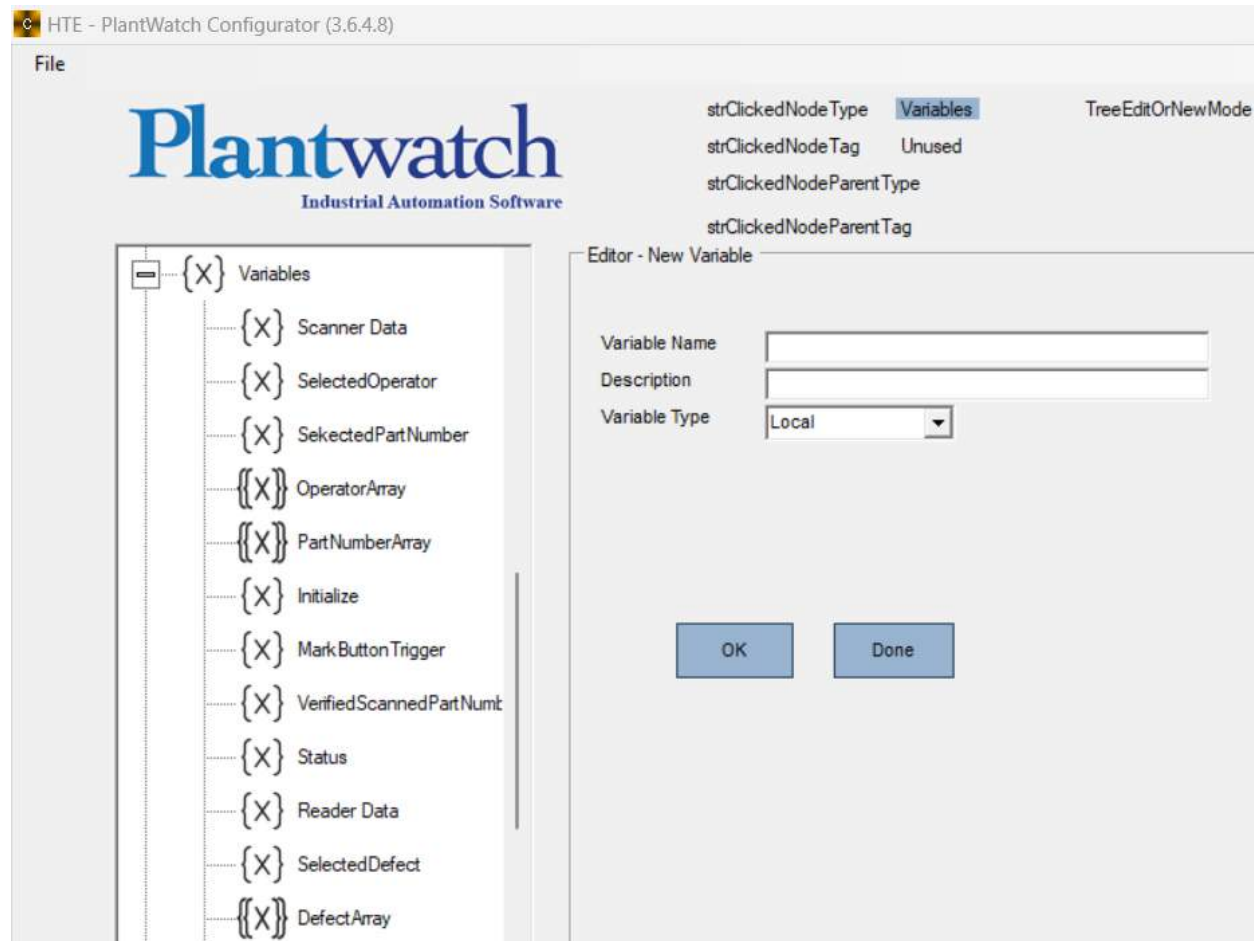 HTE - PlantWatch Configurator (3.6.4.8)
File
Plantwatch
Industrial Automation Software
strClickedNodeType Variables TreeEditOrNewMode
strClickedNodeTag Unused
strClickedNodeParentType
strClickedNodeParentTag
Variables
Scanner Data
SelectedOperator
SekectedPartNumber
OperatorArray
PartNumberArray
Initialize
MarkButtonTrigger
VerifiedScannedPartNumb
Status
Reader Data
SelectedDefect
DefectArray
Editor - New Variable
Variable Name
Description
Variable Type Local
OK Done